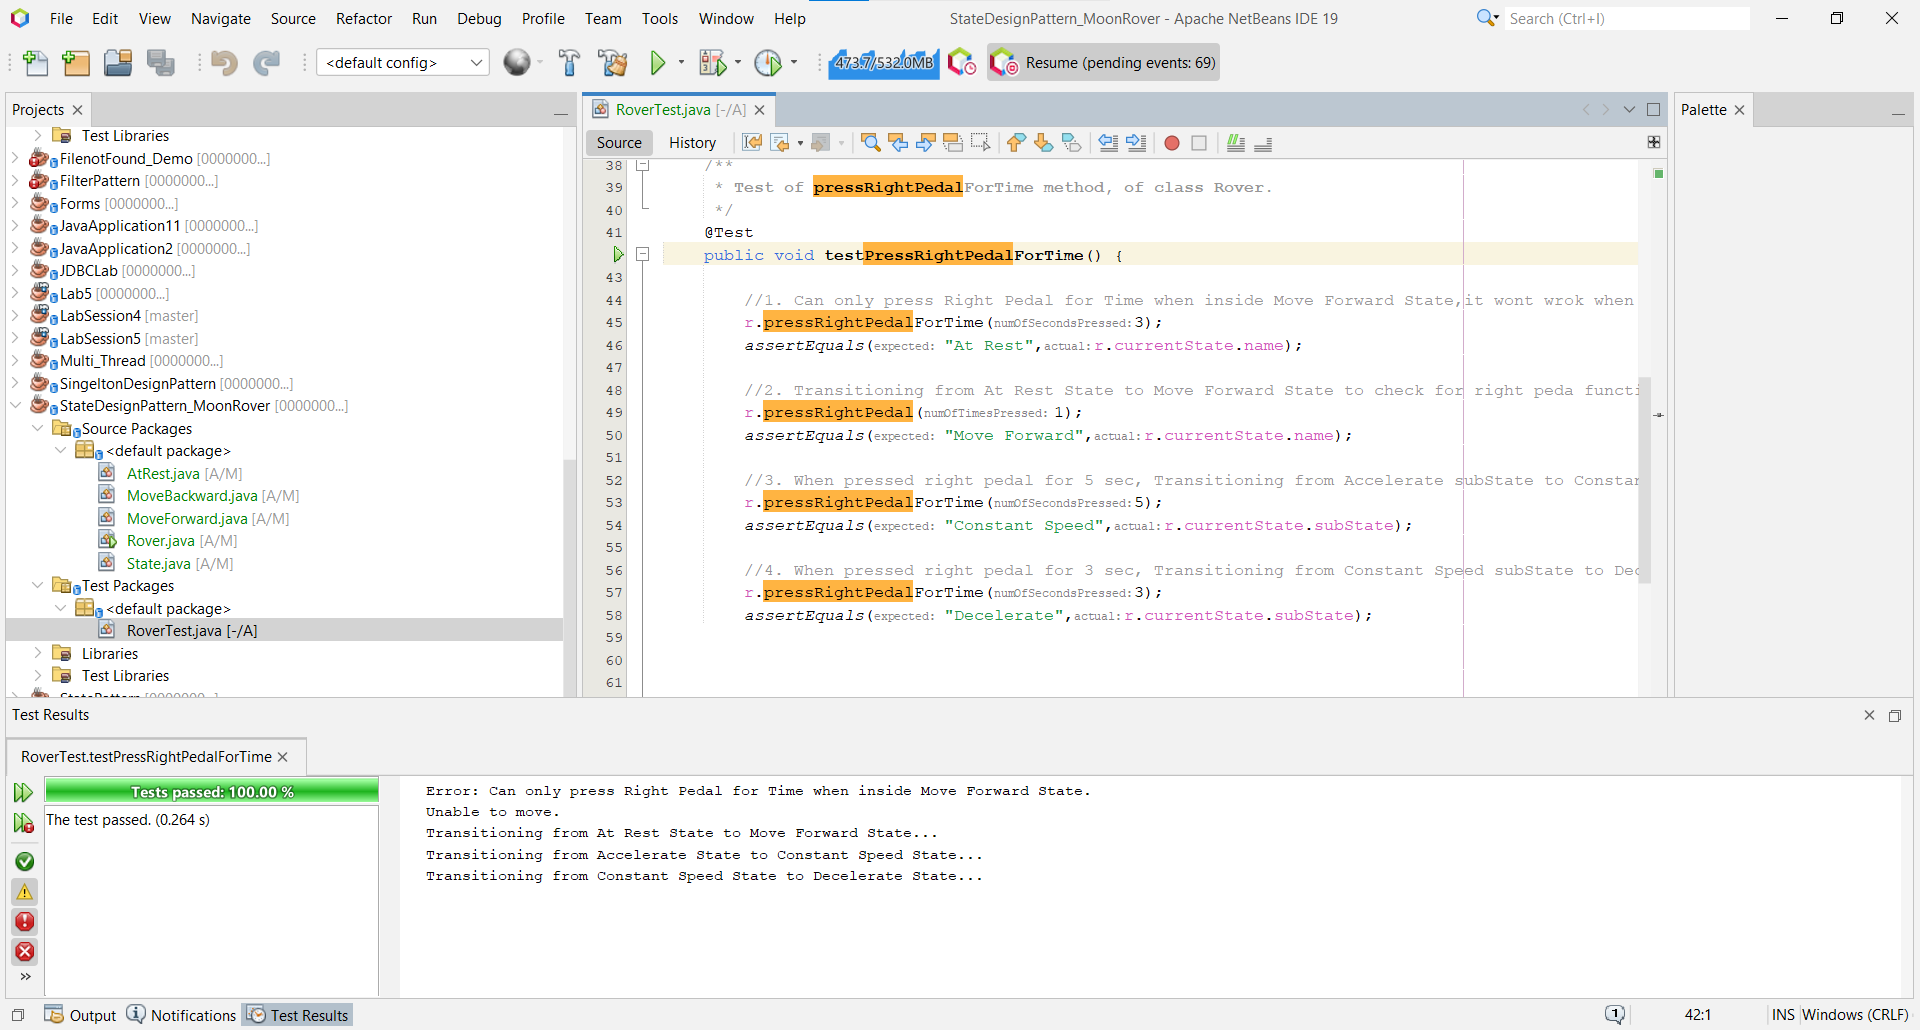 File Edit View Navigate Source Refactor Run Debug Profile Team Tools Window Help
StateDesignPattern_MoonRover - Apache NetBeans IDE 19
Search (Ctrl+I)
<default config>
473.7/532.0MB
Resume (pending events: 69)
Projects
Test Libraries
FilenotFound_Demo [0000000...]
FilterPattern [0000000...]
Forms [0000000...]
JavaApplication11 [0000000...]
JavaApplication2 [0000000...]
JDBCLab [0000000...]
Lab5 [0000000...]
LabSession4 [master]
LabSession5 [master]
Multi_Thread [0000000...]
SingeltonDesignPattern [0000000...]
StateDesignPattern_MoonRover [0000000...]
Source Packages
<default package>
AtRest.java [A/M]
MoveBackward.java [A/M]
MoveForward.java [A/M]
Rover.java [A/M]
State.java [A/M]
Test Packages
<default package>
RoverTest.java [-/A]
Libraries
Test Libraries
RoverTest.java [-/A]
Source History
38 /**
39 * Test of pressRightPedalForTime method, of class Rover.
40 */
41 @Test
public void testPressRightPedalForTime() {
43
44 //1. Can only press Right Pedal for Time when inside Move Forward State,it wont wrok when
45 r.pressRightPedalForTime(numOfSecondsPressed: 3);
46 assertEquals(expected: "At Rest",actual: r.currentState.name);
47
48 //2. Transitioning from At Rest State to Move Forward State to check for right peda functi
49 r.pressRightPedal(numOfTimesPressed: 1);
50 assertEquals(expected: "Move Forward",actual: r.currentState.name);
51
52 //3. When pressed right pedal for 5 sec, Transitioning from Accelerate subState to Constar
53 r.pressRightPedalForTime(numOfSecondsPressed: 5);
54 assertEquals(expected: "Constant Speed",actual: r.currentState.subState);
55
56 //4. When pressed right pedal for 3 sec, Transitioning from Constant Speed subState to Dec
57 r.pressRightPedalForTime(numOfSecondsPressed: 3);
58 assertEquals(expected: "Decelerate",actual: r.currentState.subState);
59
60
61
Palette
Test Results
RoverTest.testPressRightPedalForTime
Tests passed: 100.00 %
The test passed. (0.264 s)
Error: Can only press Right Pedal for Time when inside Move Forward State.
Unable to move.
Transitioning from At Rest State to Move Forward State...
Transitioning from Accelerate State to Constant Speed State...
Transitioning from Constant Speed State to Decelerate State...
Output Notifications Test Results
1
42:1
INS Windows (CRLF)